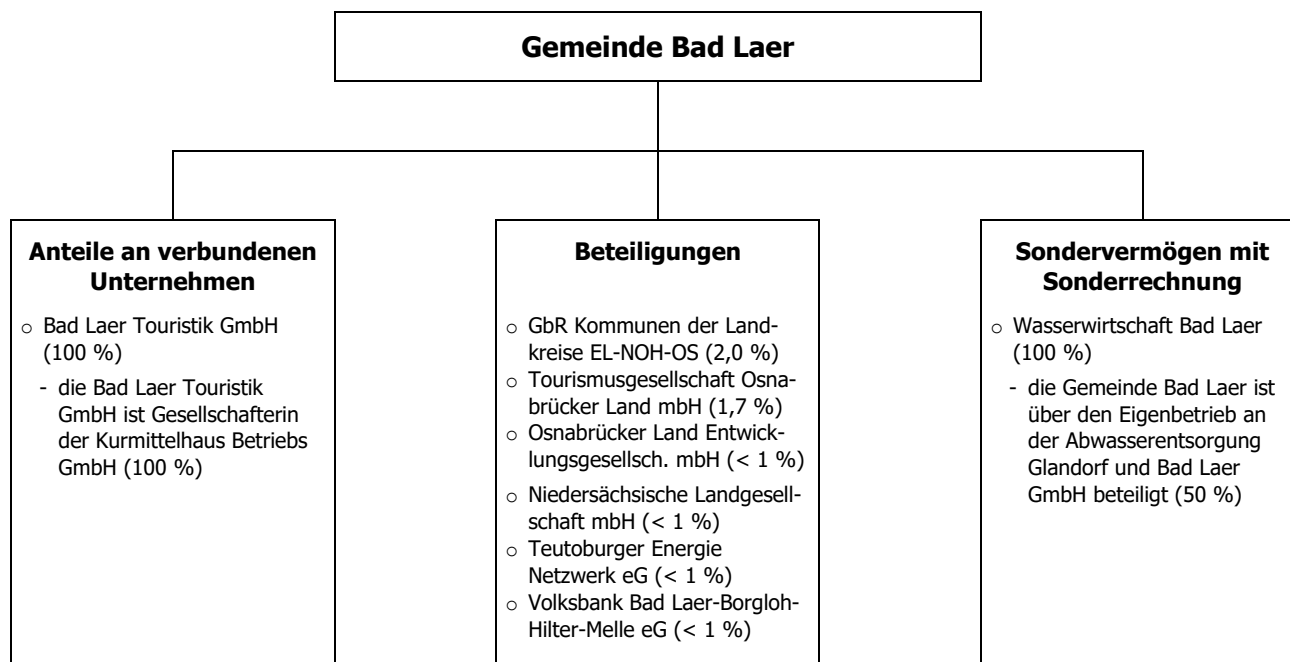 Gemeinde Bad Laer
Anteile an verbundenen
Unternehmen
○ Bad Laer Touristik GmbH
(100 %)
- die Bad Laer Touristik
GmbH ist Gesellschafterin
der Kurmittelhaus Betriebs
GmbH (100 %)
Beteiligungen
○ GbR Kommunen der Land-
kreise EL-NOH-OS (2,0 %)
○ Tourismusgesellschaft Osna-
brücker Land mbH (1,7 %)
○ Osnabrücker Land Entwick-
lungsgesellsch. mbH (< 1 %)
○ Niedersächsische Landgesell-
schaft mbH (< 1 %)
○ Teutoburger Energie
Netzwerk eG (< 1 %)
○ Volksbank Bad Laer-Borgloh-
Hilter-Melle eG (< 1 %)
Sondervermögen mit
Sonderrechnung
○ Wasserwirtschaft Bad Laer
(100 %)
- die Gemeinde Bad Laer ist
über den Eigenbetrieb an
der Abwasserentsorgung
Glandorf und Bad Laer
GmbH beteiligt (50 %)